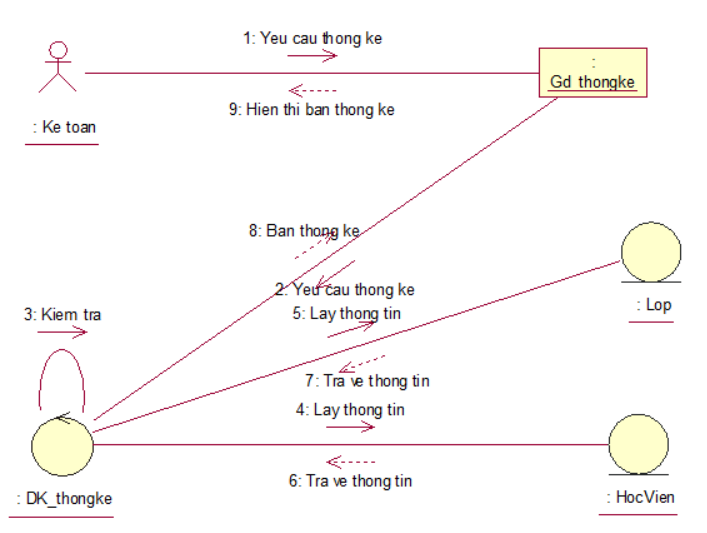 1: Yeu cau thong ke
:
Gd_thongke
9: Hien thi ban thong ke
: Ke toan
8: Ban thong ke
2: Yeu cau thong ke
3: Kiem tra
5: Lay thong tin
: Lop
7: Tra ve thong tin
4: Lay thong tin
6: Tra ve thong tin
: DK_thongke
: HocVien